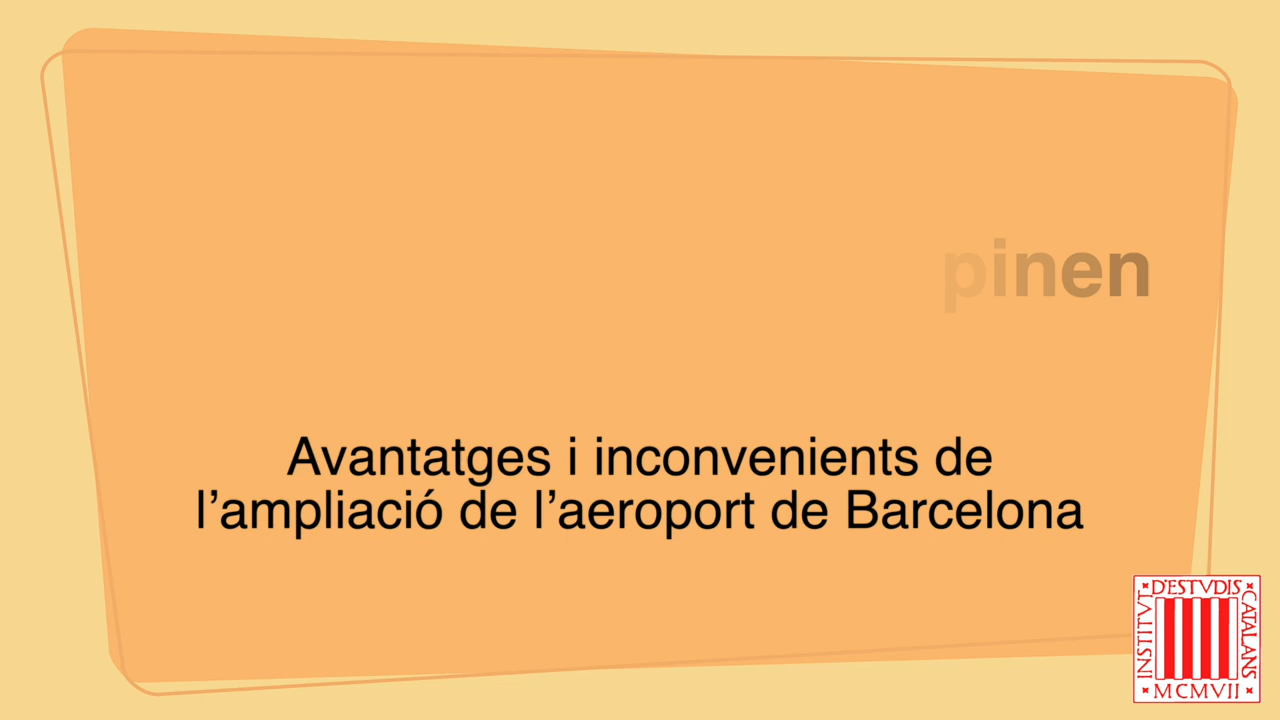 pinen
Avantatges i inconvenients de
l’ampliació de l’aeroport de Barcelona
INSTITVT
D'ESTVDIS
CATALANS
MCMVII